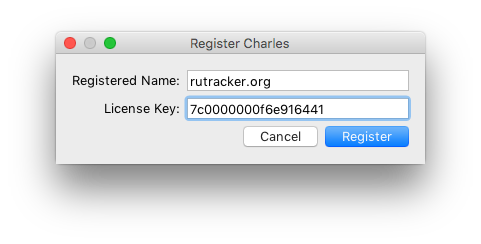 Register Charles
Registered Name: rutracker.org
License Key: 7c0000000f6e916441
Cancel Register